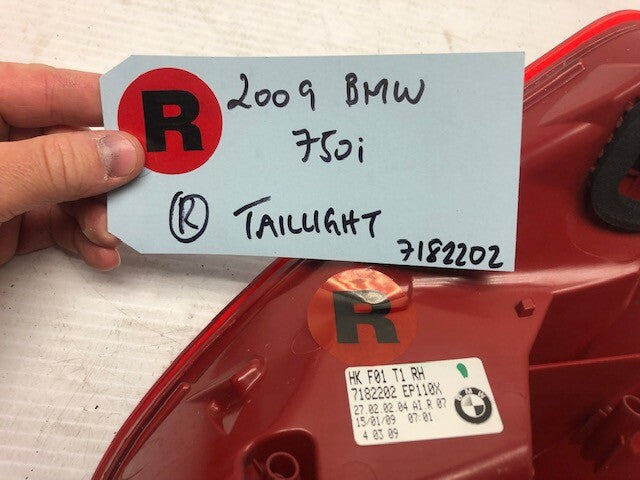 R
2009 BMW
750i
R TAILLIGHT
7182202
R
HK F01 T1 RH
7182202 EP110X
27.02.02.04 AI.R 07
15/01/09 07:01
4 03 09
BMW